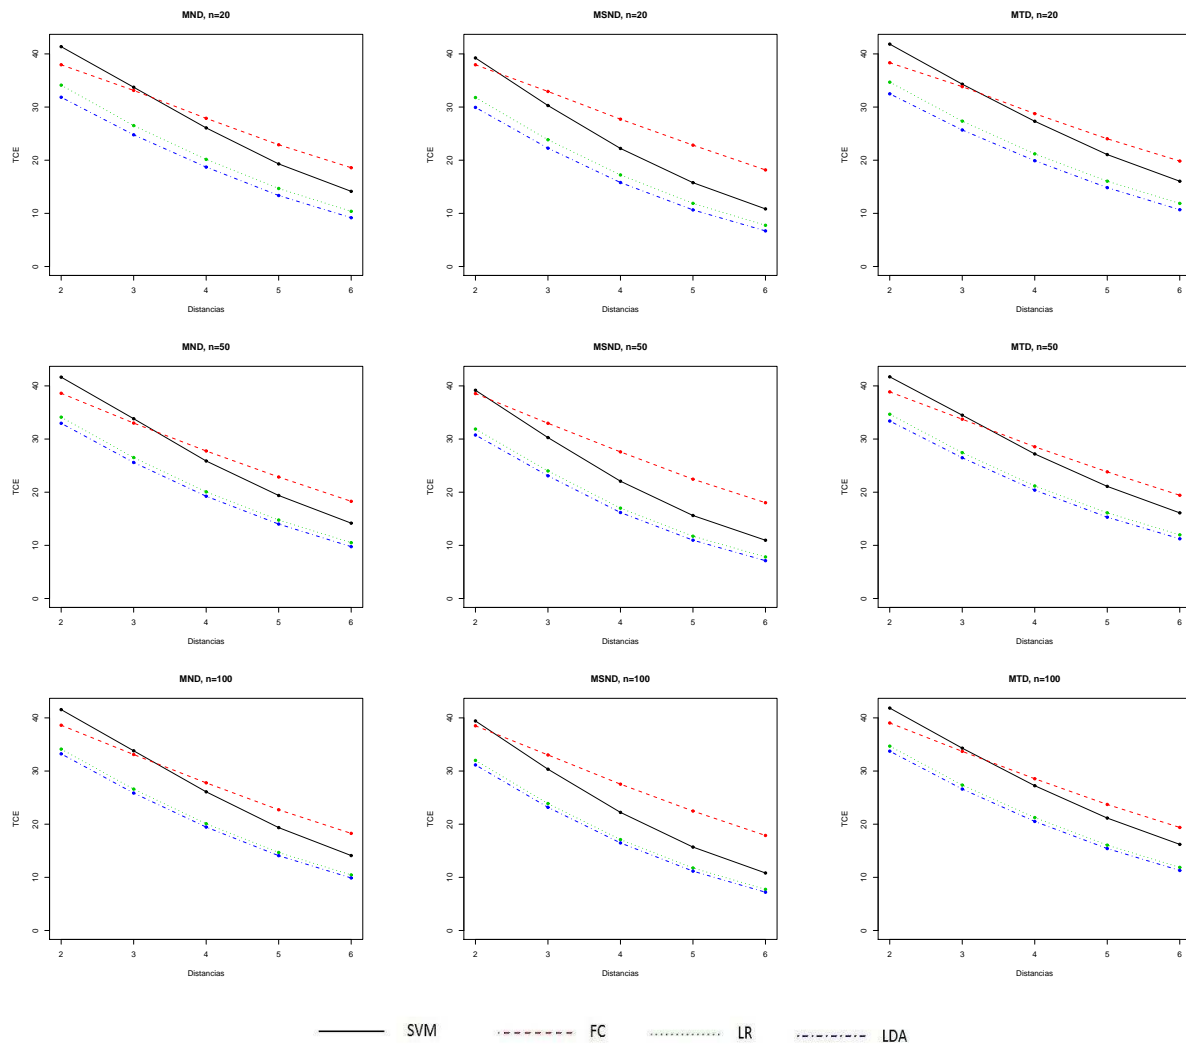 MND, n=20
MSND, n=20
MTD, n=20
TCE
0 10 20 30 40
2 3 4 5 6
Distancias
TCE
0 10 20 30 40
2 3 4 5 6
Distancias
TCE
0 10 20 30 40
2 3 4 5 6
Distancias
MND, n=50
MSND, n=50
MTD, n=50
TCE
0 10 20 30 40
2 3 4 5 6
Distancias
TCE
0 10 20 30 40
2 3 4 5 6
Distancias
TCE
0 10 20 30 40
2 3 4 5 6
Distancias
MND, n=100
MSND, n=100
MTD, n=100
TCE
0 10 20 30 40
2 3 4 5 6
Distancias
TCE
0 10 20 30 40
2 3 4 5 6
Distancias
TCE
0 10 20 30 40
2 3 4 5 6
Distancias
SVM FC LR LDA